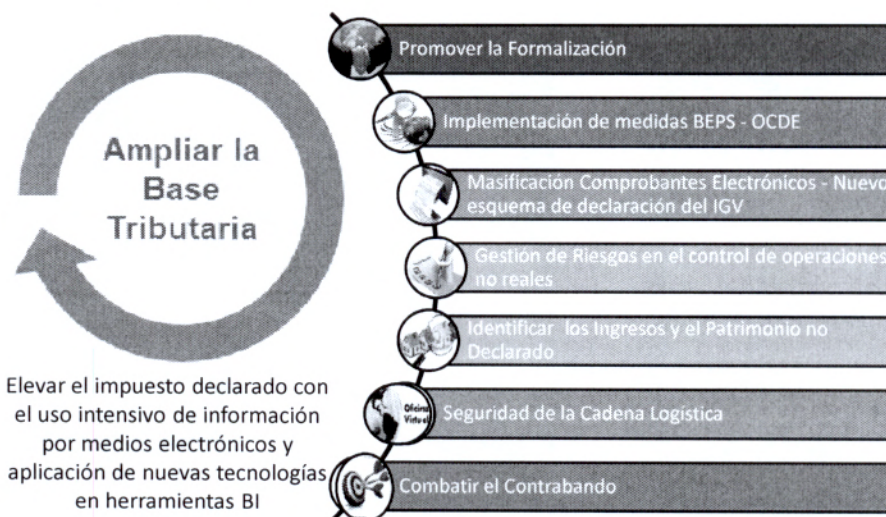 Ampliar la
Base
Tributaria
Elevar el impuesto declarado con
el uso intensivo de información
por medios electrónicos y
aplicación de nuevas tecnologías
en herramientas BI
Promover la Formalización
Implementación de medidas BEPS - OCDE
Masificación Comprobantes Electrónicos - Nuevo
esquema de declaración del IGV
Gestión de Riesgos en el control de operaciones
no reales
Identificar los Ingresos y el Patrimonio no
Declarado
Oficina
Virtual
Seguridad de la Cadena Logística
Combatir el Contrabando